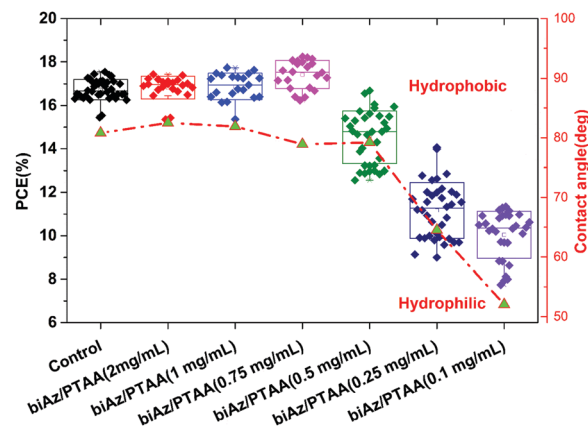 20
18
16
14
12
10
8
6
PCE(%)
100
90
80
70
60
50
Contact angle(deg)
Hydrophobic
Hydrophilic
Control
biAz/PTAA(2mg/mL)
biAz/PTAA(1 mg/mL)
biAz/PTAA(0.75 mg/mL)
biAz/PTAA(0.5 mg/mL)
biAz/PTAA(0.25 mg/mL)
biAz/PTAA(0.1 mg/mL)